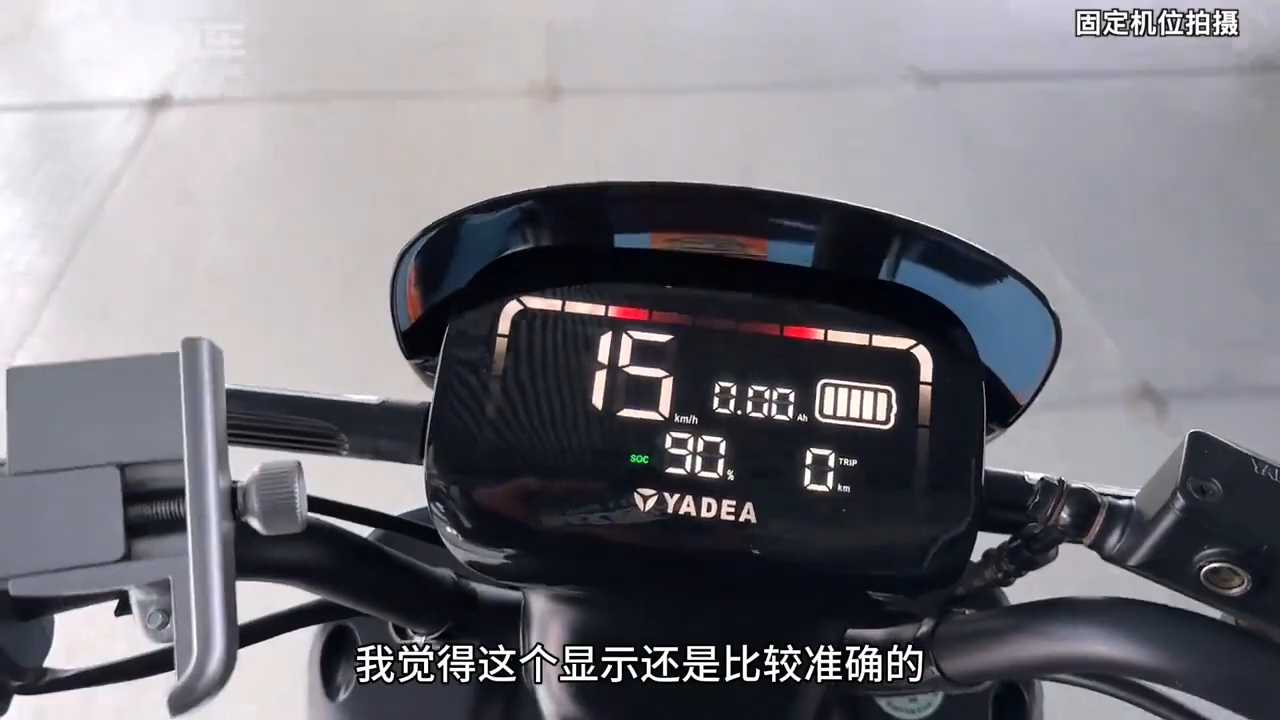 固定机位拍摄
15 km/h
0.00 Ah
SOC 90 %
0 TRIP km
YADEA
我觉得这个显示还是比较准确的